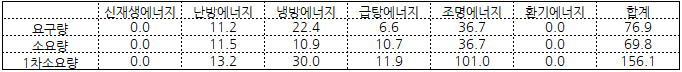 신재생에너지 난방에너지 냉방에너지 급탕에너지 조명에너지 환기에너지 합계
요구량 0.0 11.2 22.4 6.6 36.7 0.0 76.9
소요량 0.0 11.5 10.9 10.7 36.7 0.0 69.8
1차소요량 0.0 13.2 30.0 11.9 101.0 0.0 156.1